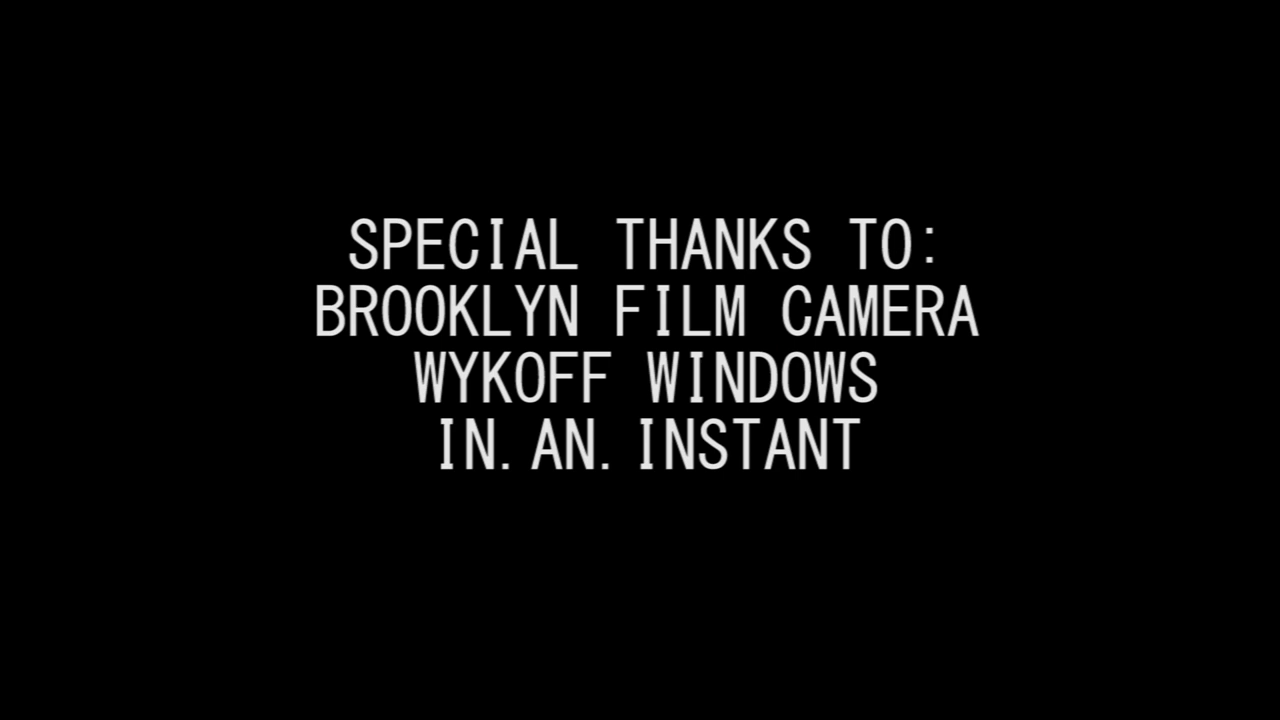 SPECIAL THANKS TO:
BROOKLYN FILM CAMERA
WYKOFF WINDOWS
IN.AN.INSTANT